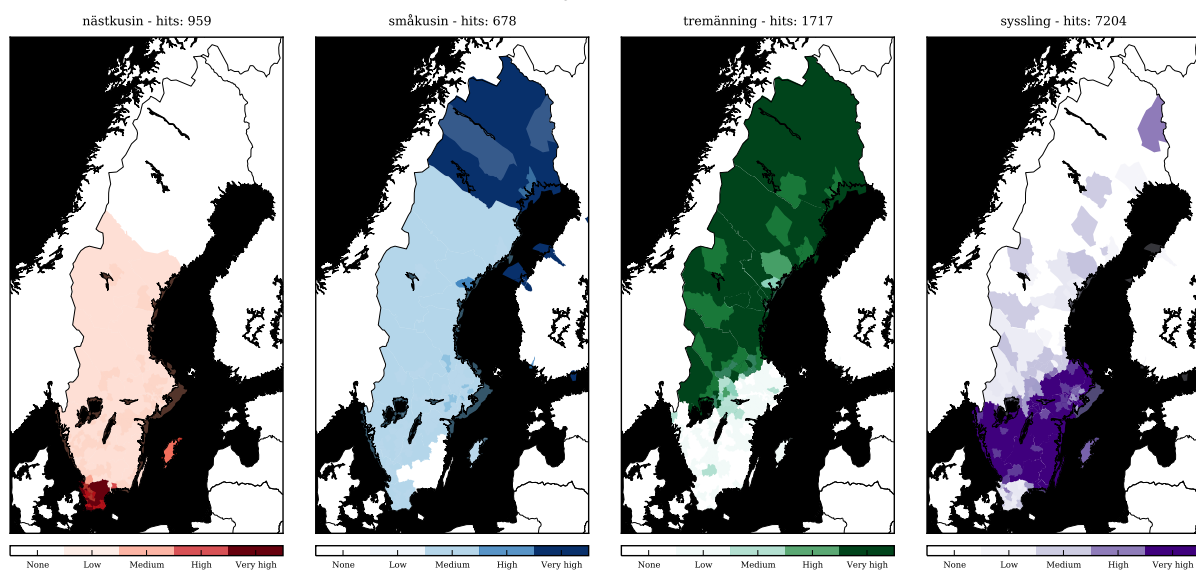 nästkusin - hits: 959
småkusin - hits: 678
tremänning - hits: 1717
syssling - hits: 7204
None Low Medium High Very high
None Low Medium High Very high
None Low Medium High Very high
None Low Medium High Very high